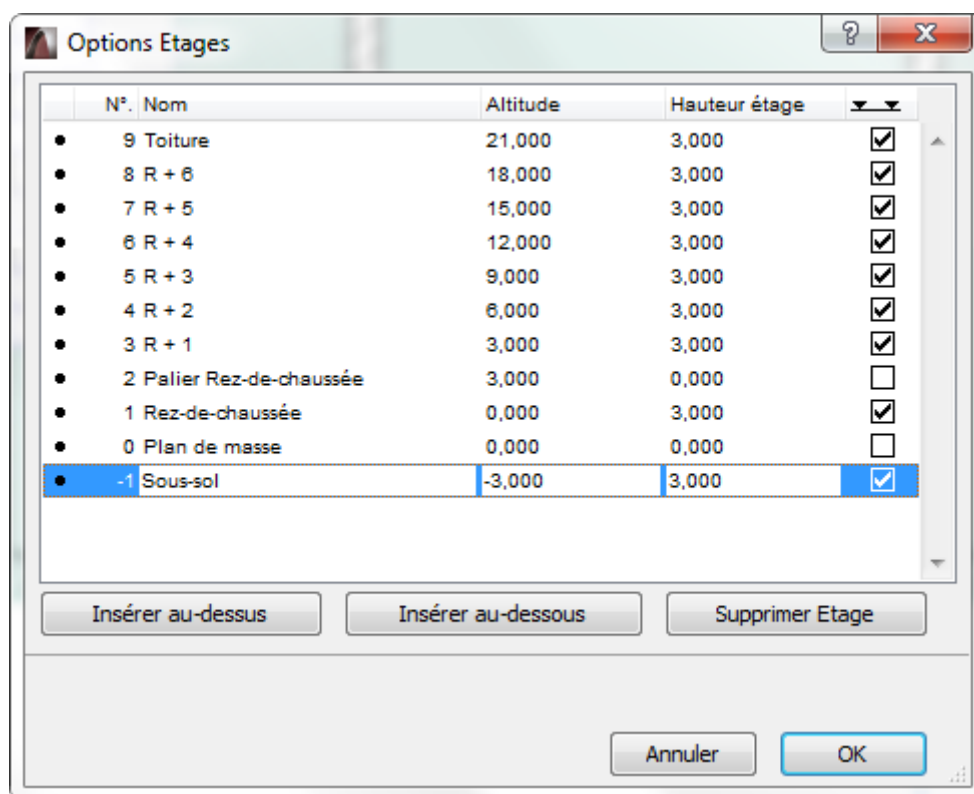 Options Etages
N°. Nom Altitude Hauteur étage
9 Toiture 21,000 3,000
8 R + 6 18,000 3,000
7 R + 5 15,000 3,000
6 R + 4 12,000 3,000
5 R + 3 9,000 3,000
4 R + 2 6,000 3,000
3 R + 1 3,000 3,000
2 Palier Rez-de-chaussée 3,000 0,000
1 Rez-de-chaussée 0,000 3,000
0 Plan de masse 0,000 0,000
-1 Sous-sol -3,000 3,000
Insérer au-dessus Insérer au-dessous Supprimer Etage
Annuler OK